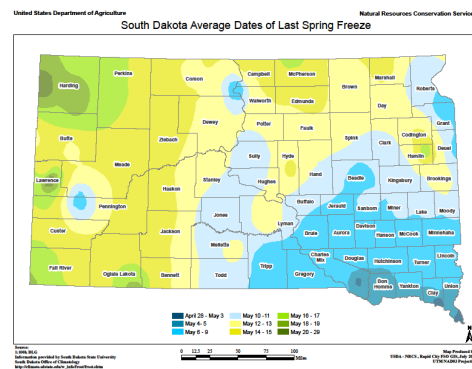 United States Department of Agriculture
Natural Resources Conservation Service
South Dakota Average Dates of Last Spring Freeze
Harding
Perkins
Corson
Campbell
McPherson
Brown
Marshall
Roberts
Walworth
Edmunds
Day
Dewey
Potter
Faulk
Grant
Butte
Ziebach
Spink
Clark
Codington
Deuel
Meade
Sully
Hyde
Hand
Hamlin
Lawrence
Haakon
Stanley
Hughes
Beadle
Kingsbury
Brookings
Pennington
Buffalo
Jones
Jerauld
Sanborn
Miner
Lake
Moody
Custer
Jackson
Lyman
Brule
Aurora
Davison
Hanson
McCook
Minnehaha
Mellette
Fall River
Oglala Lakota
Bennett
Todd
Tripp
Gregory
Charles
Mix
Douglas
Hutchinson
Turner
Lincoln
Bon
Homme
Yankton
Clay
Union
April 28 - May 3
May 10 - 11
May 16 - 17
May 4- 5
May 12 - 13
May 18 - 19
May 6 - 9
May 14 - 15
May 20 - 29
N
Source:
1:100k DLG
Information provided by South Dakota State University
South Dakota Office of Climatology
0 12.5 25 50 75 100
Miles
Map Produced